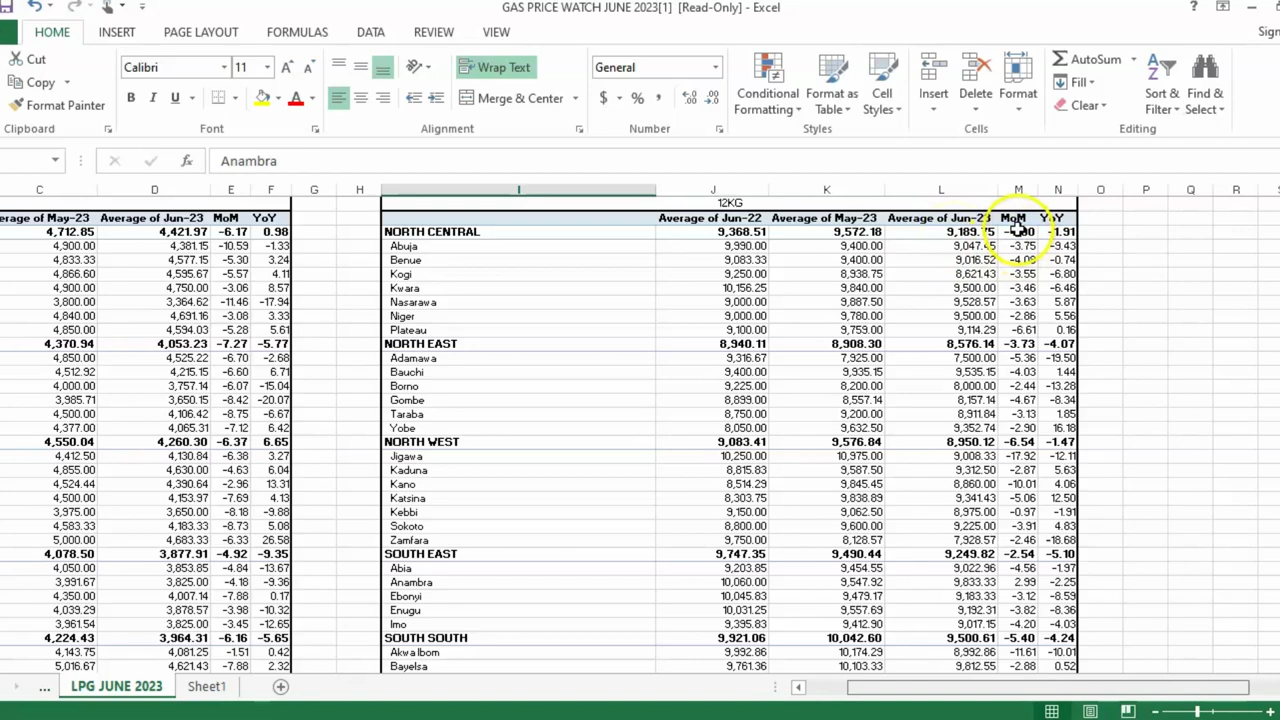 GAS PRICE WATCH JUNE 2023[1] [Read-Only] - Excel
HOME INSERT PAGE LAYOUT FORMULAS DATA REVIEW VIEW
Cut
Copy
Format Painter
Calibri 11
B I U
Wrap Text
Merge & Center
General
$ % ,
Conditional Formatting
Format as Table
Cell Styles
Insert
Delete
Format
AutoSum
Fill
Clear
Sort & Filter
Find & Select
Clipboard Font Alignment Number Styles Cells Editing
fx Anambra
C D E F G H I J K L M N O P Q R S
12KG
Average of Jun-23 MoM YoY Average of Jun-22 Average of May-23 Average of Jun-23 MoM YoY
4,712.85 4,421.97 -6.17 0.98 NORTH CENTRAL 9,368.51 9,572.18 -1.91
4,900.00 4,381.15 -10.59 -1.33 Abuja 9,990.00 9,400.00 9,047.45 -3.75 -9.43
4,833.33 4,577.15 -5.30 3.24 Benue 9,083.33 9,400.00 9,016.52 -4.08 -0.74
4,866.60 4,595.67 -5.57 4.11 Kogi 9,250.00 8,938.75 8,621.43 -3.55 -6.80
4,900.00 4,750.00 -3.06 8.57 Kwara 10,156.25 9,840.00 9,500.00 -3.46 -6.46
3,800.00 3,364.62 -11.46 -17.94 Nasarawa 9,000.00 9,887.50 9,528.57 -3.63 5.87
4,840.00 4,691.16 -3.08 3.33 Niger 9,000.00 9,780.00 9,500.00 -2.86 5.56
4,850.00 4,594.03 -5.28 5.61 Plateau 9,100.00 9,759.00 9,114.29 -6.61 0.16
4,370.94 4,053.23 -7.27 -5.77 NORTH EAST 8,940.11 8,908.30 8,576.14 -3.73 -4.07
4,850.00 4,525.22 -6.70 -2.68 Adamawa 9,316.67 7,925.00 7,500.00 -5.36 -19.50
4,512.92 4,215.15 -6.60 6.71 Bauchi 9,400.00 9,935.15 9,535.15 -4.03 1.44
4,000.00 3,757.14 -6.07 -15.04 Borno 9,225.00 8,200.00 8,000.00 -2.44 -13.28
3,985.71 3,650.15 -8.42 -20.07 Gombe 8,899.00 8,557.14 8,157.14 -4.67 -8.34
4,500.00 4,106.42 -8.75 -6.67 Taraba 8,750.00 9,200.00 8,911.84 -3.13 1.85
4,377.00 4,065.31 -7.12 6.42 Yobe 8,050.00 9,632.50 9,352.74 -2.90 16.18
4,550.04 4,260.30 -6.37 6.65 NORTH WEST 9,083.41 9,576.84 8,950.12 -6.54 -1.47
4,412.50 4,130.84 -6.38 3.27 Jigawa 10,250.00 10,975.00 9,008.33 -17.92 -12.11
4,855.00 4,630.00 -4.63 6.04 Kaduna 8,815.83 9,587.50 9,312.50 -2.87 5.63
4,524.44 4,390.64 -2.96 13.31 Kano 8,514.29 9,845.45 8,860.00 -10.01 4.06
4,500.00 4,153.97 -7.69 4.13 Katsina 8,303.75 9,838.89 9,341.43 -5.06 12.50
3,975.00 3,650.00 -8.18 -9.88 Kebbi 9,150.00 9,062.50 8,975.00 -0.97 -1.91
4,583.33 4,183.33 -8.73 5.08 Sokoto 8,800.00 9,600.00 9,225.00 -3.91 4.83
5,000.00 4,683.33 -6.33 26.58 Zamfara 9,750.00 8,128.57 7,928.57 -2.46 -18.68
4,078.50 3,877.91 -4.92 -9.35 SOUTH EAST 9,747.35 9,490.44 9,249.82 -2.54 -5.10
4,050.00 3,853.85 -4.84 -13.67 Abia 9,203.85 9,454.55 9,022.96 -4.56 -1.97
3,991.67 3,825.00 -4.18 -9.36 Anambra 10,060.00 9,547.92 9,833.33 2.99 -2.25
4,350.00 4,007.14 -7.88 0.17 Ebonyi 10,045.83 9,479.17 9,183.33 -3.12 -8.59
4,039.29 3,878.57 -3.98 -10.32 Enugu 10,031.25 9,557.69 9,192.31 -3.82 -8.36
3,961.54 3,825.00 -3.45 -12.65 Imo 9,395.83 9,412.90 9,017.15 -4.20 -4.03
4,224.43 3,964.31 -6.16 -5.65 SOUTH SOUTH 9,921.06 10,042.60 9,500.61 -5.40 -4.24
4,143.75 4,081.25 -1.51 0.42 Akwa Ibom 9,992.86 10,174.29 8,992.86 -11.61 -10.01
5,016.67 4,621.43 -7.88 2.32 Bayelsa 9,761.36 10,103.33 9,812.55 -2.88 0.52
... LPG JUNE 2023 Sheet1